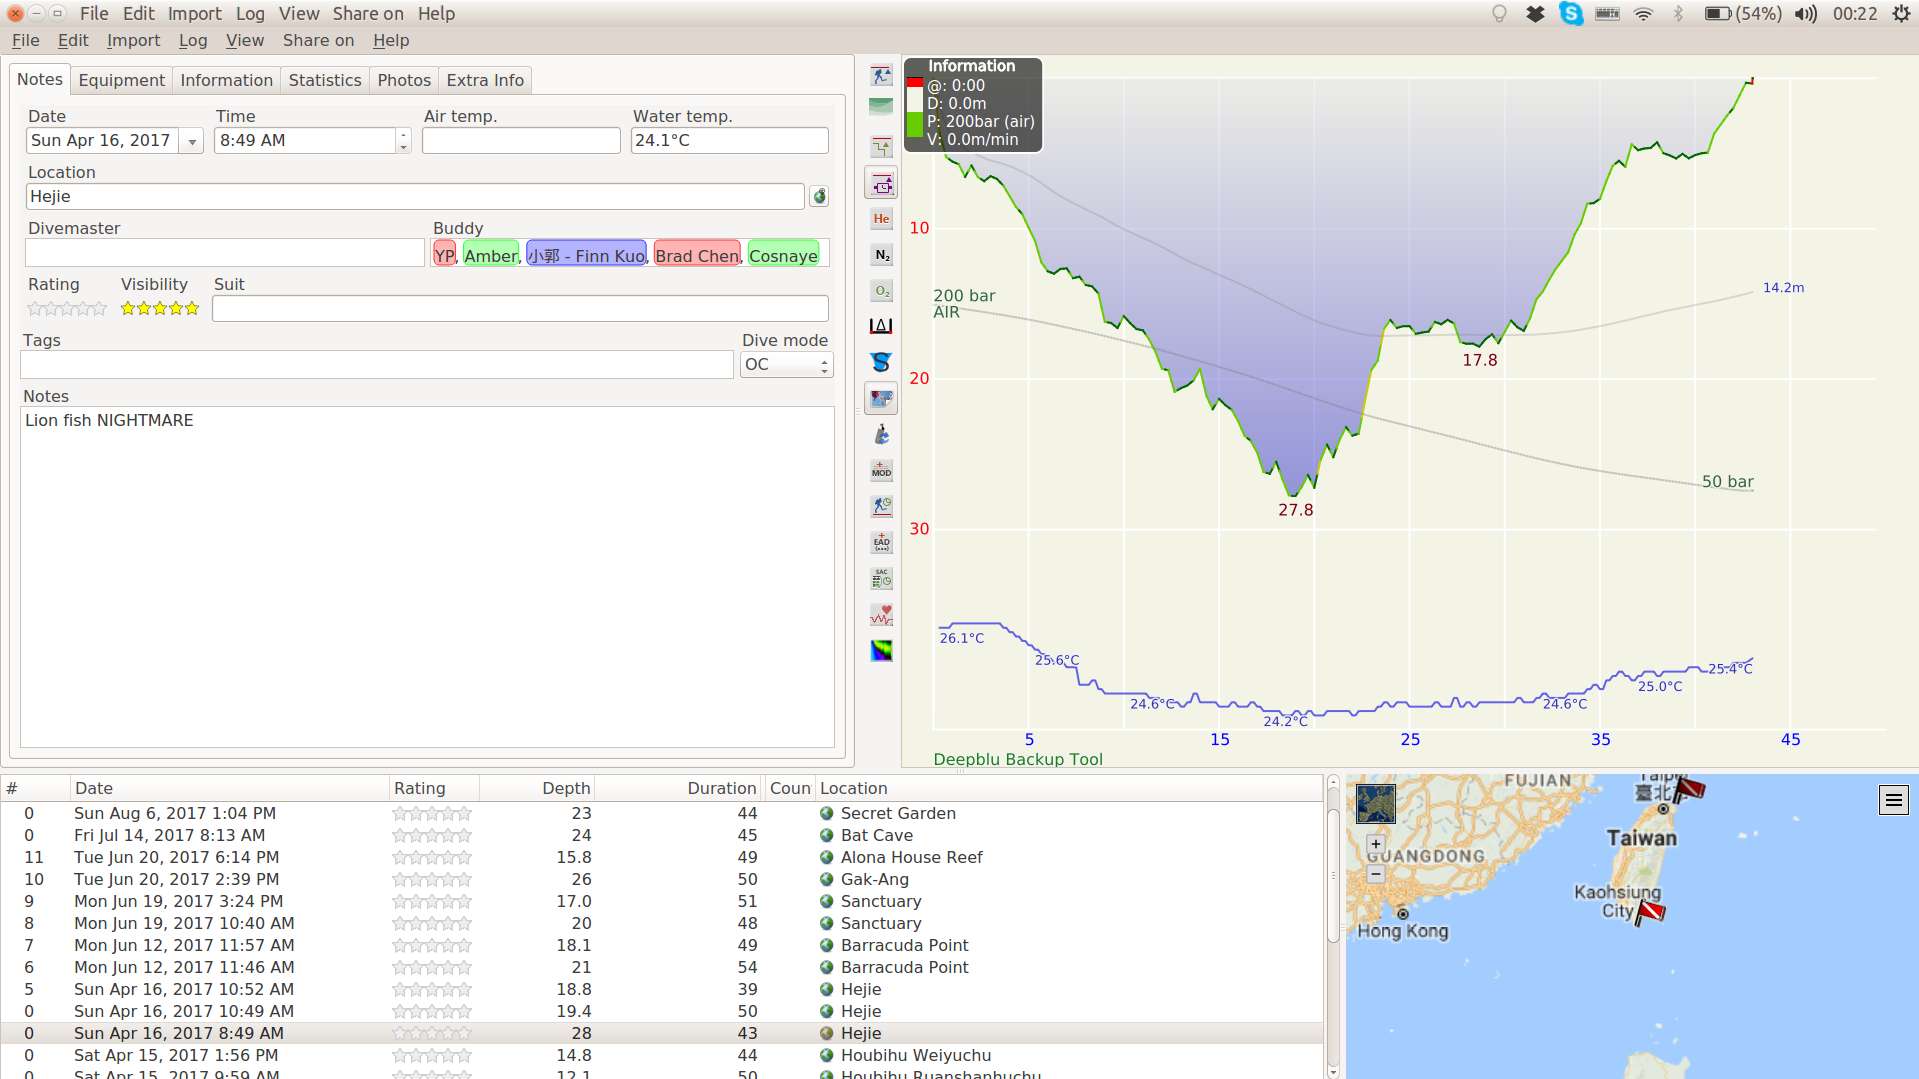 File Edit Import Log View Share on Help
(54%) 00:22
File Edit Import Log View Share on Help
Notes Equipment Information Statistics Photos Extra Info
Date Time Air temp. Water temp.
Sun Apr 16, 2017 8:49 AM 24.1°C
Location
Hejie
Divemaster Buddy
YP, Amber, 小郭 - Finn Kuo, Brad Chen, Cosnaye
Rating Visibility Suit
Tags Dive mode
OC
Notes
Lion fish NIGHTMARE
He
N₂
O₂
MOD
EAD
SAC
Information
@: 0:00
D: 0.0m
P: 200bar (air)
V: 0.0m/min
10
200 bar
AIR
14.2m
17.8
20
50 bar
27.8
30
26.1°C
25.6°C
24.6°C
24.2°C
24.6°C
25.0°C
25.4°C
5 15 25 35 45
Deepblu Backup Tool
# Date Rating Depth Duration Coun Location
0 Sun Aug 6, 2017 1:04 PM 23 44 Secret Garden
0 Fri Jul 14, 2017 8:13 AM 24 45 Bat Cave
11 Tue Jun 20, 2017 6:14 PM 15.8 49 Alona House Reef
10 Tue Jun 20, 2017 2:39 PM 26 50 Gak-Ang
9 Mon Jun 19, 2017 3:24 PM 17.0 51 Sanctuary
8 Mon Jun 19, 2017 10:40 AM 20 48 Sanctuary
7 Mon Jun 12, 2017 11:57 AM 18.1 49 Barracuda Point
6 Mon Jun 12, 2017 11:46 AM 21 54 Barracuda Point
5 Sun Apr 16, 2017 10:52 AM 18.8 39 Hejie
0 Sun Apr 16, 2017 10:49 AM 19.4 50 Hejie
0 Sun Apr 16, 2017 8:49 AM 28 43 Hejie
0 Sat Apr 15, 2017 1:56 PM 14.8 44 Houbihu Weiyuchu
0 Sat Apr 15, 2017 9:59 AM 12.1 50 Houbihu Ruanshanhuchu
FUJIAN
Taipei
Taiwan
GUANGDONG
Kaohsiung
City
Hong Kong